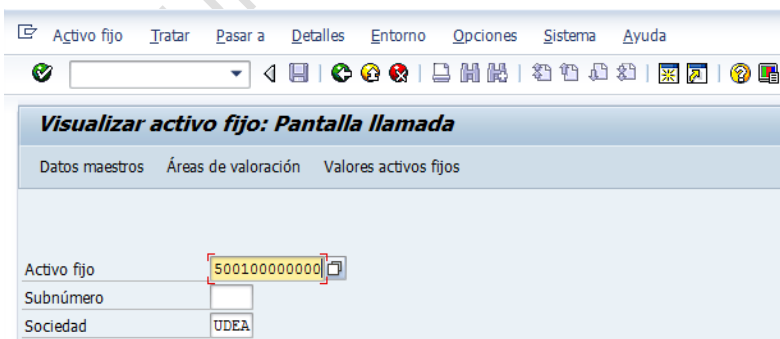 Activo fijo Tratar Pasar a Detalles Entorno Opciones Sistema Ayuda
Visualizar activo fijo: Pantalla llamada
Datos maestros Áreas de valoración Valores activos fijos
Activo fijo 500100000000
Subnúmero
Sociedad UDEA